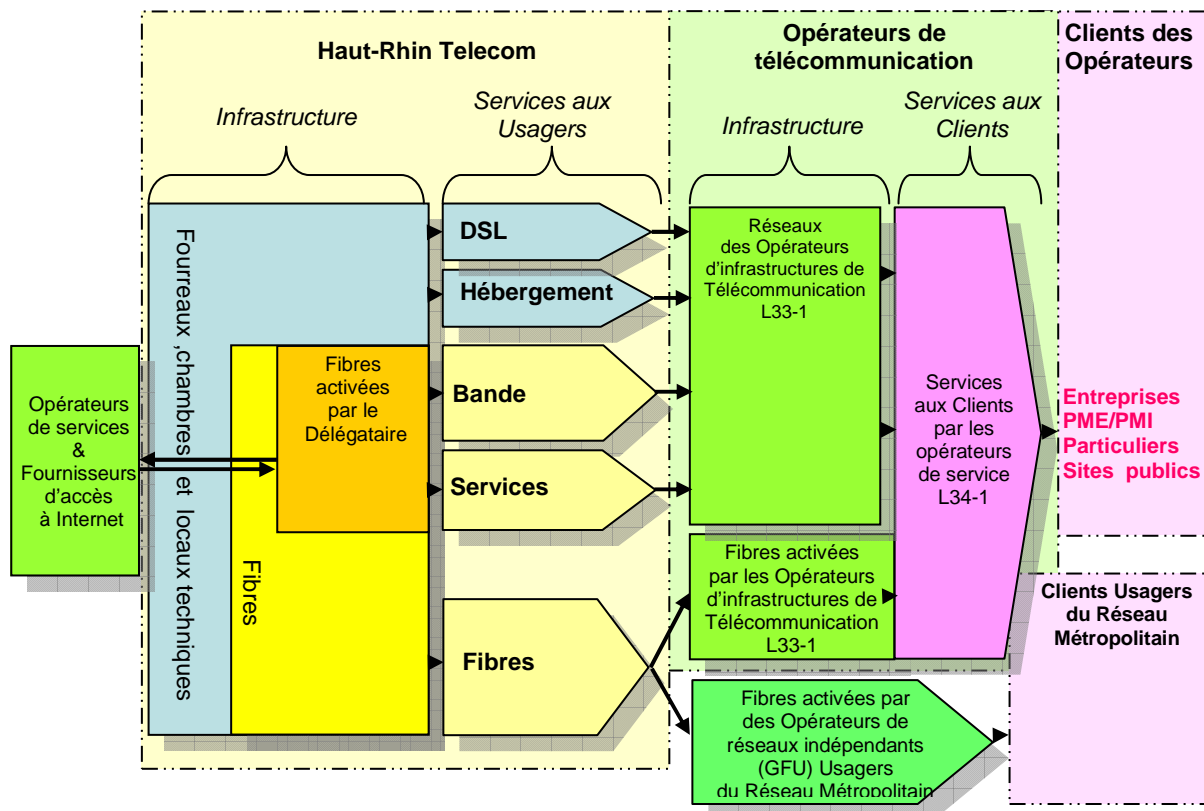 Haut-Rhin Telecom
Opérateurs de
télécommunication
Clients des
Opérateurs
Infrastructure
Services aux
Usagers
Infrastructure
Services aux
Clients
Opérateurs
de services
&
Fournisseurs
d'accès
à Internet
Fourreaux ,chambres et locaux techniques
Fibres
Fibres
activées
par le
Délégataire
DSL
Hébergement
Bande
Services
Fibres
Réseaux
des Opérateurs
d'infrastructures de
Télécommunication
L33-1
Fibres activées
par les Opérateurs
d'infrastructures de
Télécommunication
L33-1
Fibres activées par
des Opérateurs de
réseaux indépendants
(GFU) Usagers
du Réseau Métropolitain
Services
aux Clients
par les
opérateurs
de service
L34-1
Entreprises
PME/PMI
Particuliers
Sites publics
Clients Usagers
du Réseau
Métropolitain